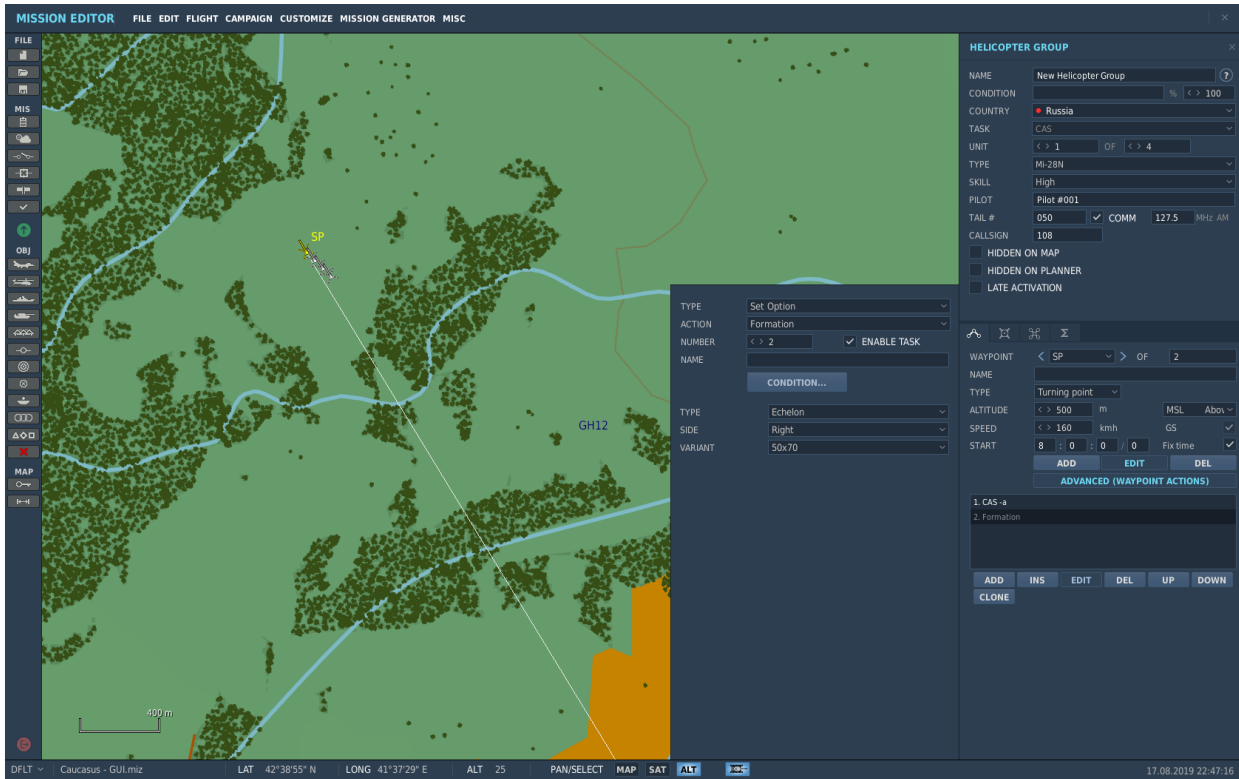 MISSION EDITOR FILE EDIT FLIGHT CAMPAIGN CUSTOMIZE MISSION GENERATOR MISC
FILE
MIS
OBJ
MAP
SP
GH12
400 m
TYPE Set Option
ACTION Formation
NUMBER < > 2 ENABLE TASK
NAME
CONDITION...
TYPE Echelon
SIDE Right
VARIANT 50x70
HELICOPTER GROUP
NAME New Helicopter Group ?
CONDITION % < > 100
COUNTRY Russia
TASK CAS
UNIT < > 1 OF < > 4
TYPE Mi-28N
SKILL High
PILOT Pilot #001
TAIL # 050 COMM 127.5 MHz AM
CALLSIGN 108
HIDDEN ON MAP
HIDDEN ON PLANNER
LATE ACTIVATION
WAYPOINT < SP > OF 2
NAME
TYPE Turning point
ALTITUDE < > 500 m MSL Abov
SPEED < > 160 kmh GS
START 8 : 0 : 0 / 0 Fix time
ADD EDIT DEL
ADVANCED (WAYPOINT ACTIONS)
1. CAS -a
2. Formation
ADD INS EDIT DEL UP DOWN
CLONE
DFLT Caucasus - GUI.miz LAT 42°38'55" N LONG 41°37'29" E ALT 25 PAN/SELECT MAP SAT ALT 17.08.2019 22:47:16